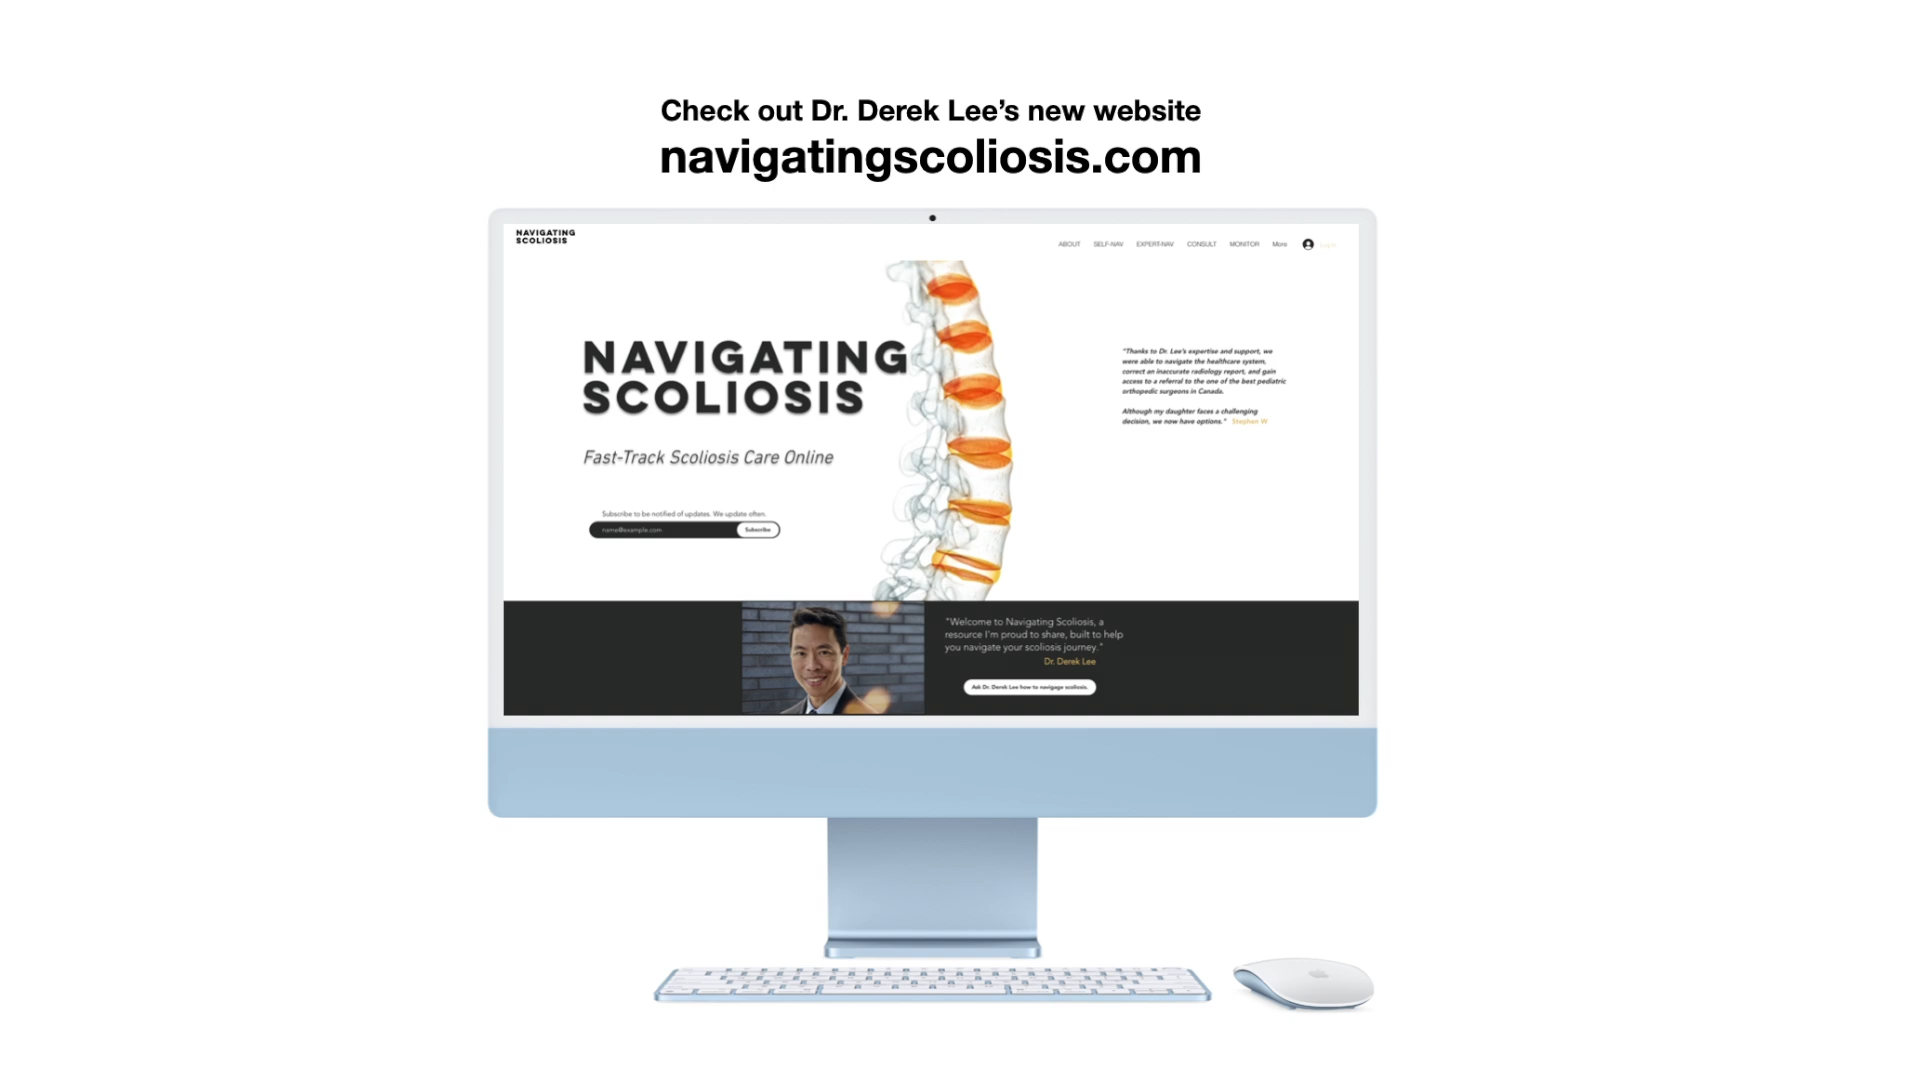 Check out Dr. Derek Lee's new website
navigatingscoliosis.com
NAVIGATING
SCOLIOSIS
ABOUT SELF-NAV EXPERT-NAV CONSULT MONITOR More Log In
NAVIGATING
SCOLIOSIS
Fast-Track Scoliosis Care Online
"Thanks to Dr. Lee's expertise and support, we
were able to navigate the healthcare system,
correct an inaccurate radiology report, and gain
access to a referral to the one of the best pediatric
orthopedic surgeons in Canada.
Although my daughter faces a challenging
decision, we now have options." Stephen W
Subscribe to be notified of updates. We update often.
name@example.com Subscribe
"Welcome to Navigating Scoliosis, a
resource I'm proud to share, built to help
you navigate your scoliosis journey."
Dr. Derek Lee
Ask Dr. Derek Lee how to navigage scoliosis.